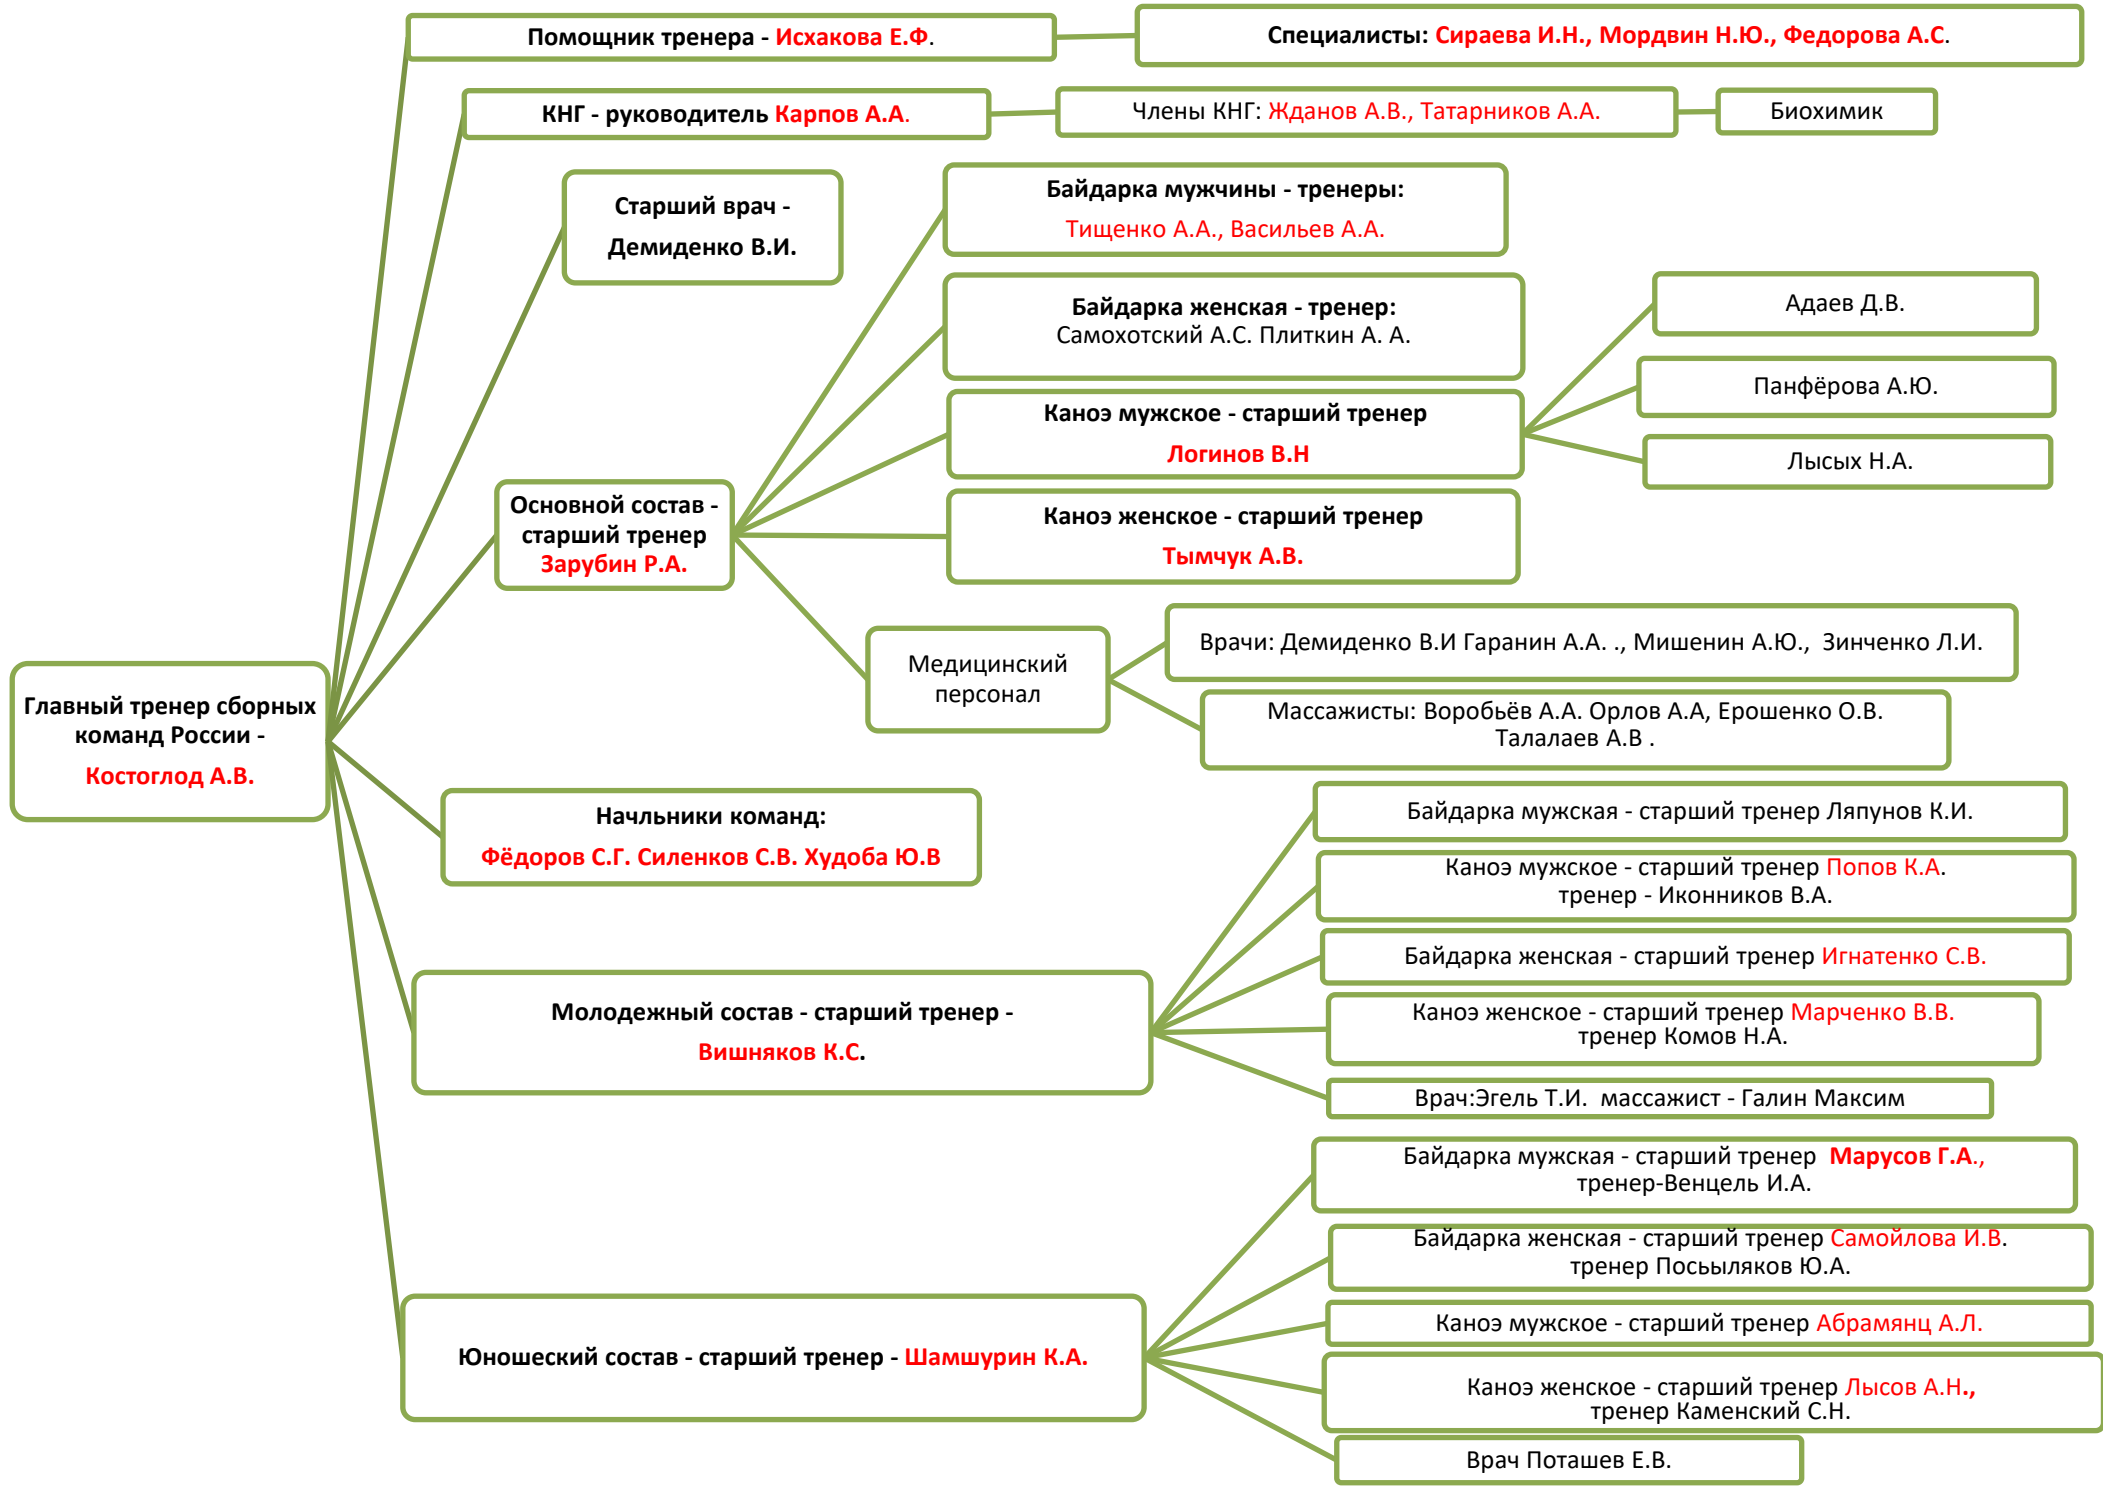 Помощник тренера - Исхакова Е.Ф.
Специалисты: Сираева И.Н., Мордвин Н.Ю., Федорова А.С.
КНГ - руководитель Карпов А.А.
Члены КНГ: Жданов А.В., Татарников А.А.
Биохимик
Старший врач -
Демиденко В.И.
Байдарка мужчины - тренеры:
Тищенко А.А., Васильев А.А.
Байдарка женская - тренер:
Самохотский А.С. Плиткин А. А.
Каноэ мужское - старший тренер
Логинов В.Н
Адаев Д.В.
Панфёрова А.Ю.
Лысых Н.А.
Основной состав -
старший тренер
Зарубин Р.А.
Каноэ женское - старший тренер
Тымчук А.В.
Медицинский
персонал
Врачи: Демиденко В.И Гаранин А.А. ., Мишенин А.Ю., Зинченко Л.И.
Массажисты: Воробьёв А.А. Орлов А.А, Ерошенко О.В.
Талалаев А.В .
Главный тренер сборных
команд России -
Костоглод А.В.
Начльники команд:
Фёдоров С.Г. Силенков С.В. Худоба Ю.В
Молодежный состав - старший тренер -
Вишняков К.С.
Байдарка мужская - старший тренер Ляпунов К.И.
Каноэ мужское - старший тренер Попов К.А.
тренер - Иконников В.А.
Байдарка женская - старший тренер Игнатенко С.В.
Каноэ женское - старший тренер Марченко В.В.
тренер Комов Н.А.
Врач:Эгель Т.И. массажист - Галин Максим
Юношеский состав - старший тренер - Шамшурин К.А.
Байдарка мужская - старший тренер Марусов Г.А.,
тренер-Венцель И.А.
Байдарка женская - старший тренер Самойлова И.В.
тренер Посьыляков Ю.А.
Каноэ мужское - старший тренер Абрамянц А.Л.
Каноэ женское - старший тренер Лысов А.Н.,
тренер Каменский С.Н.
Врач Поташев Е.В.